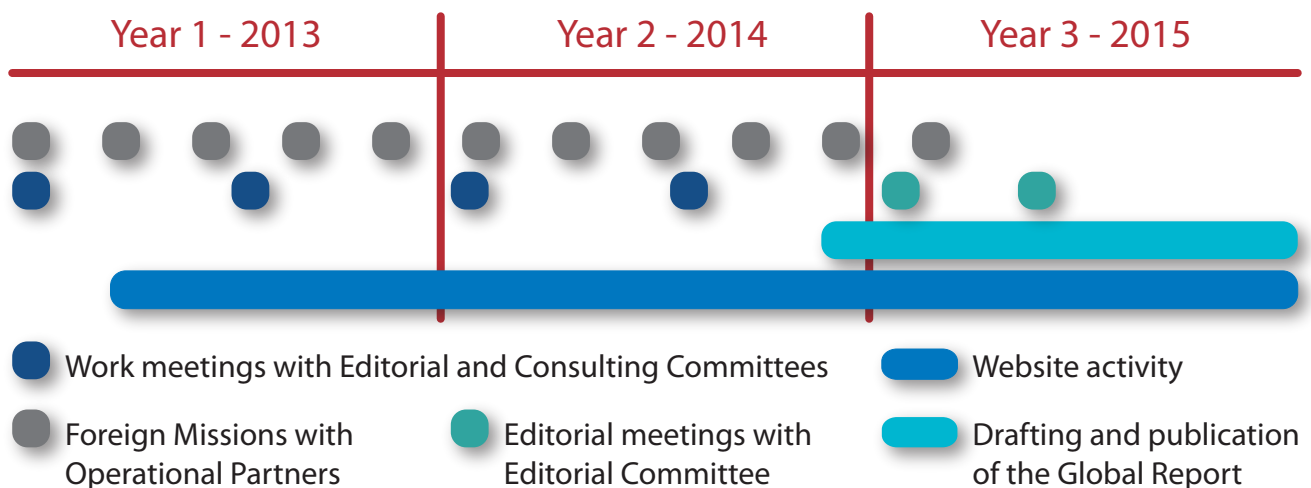 Year 1 - 2013
Year 2 - 2014
Year 3 - 2015
Work meetings with Editorial and Consulting Committees
Website activity
Foreign Missions with
Operational Partners
Editorial meetings with
Editorial Committee
Drafting and publication
of the Global Report